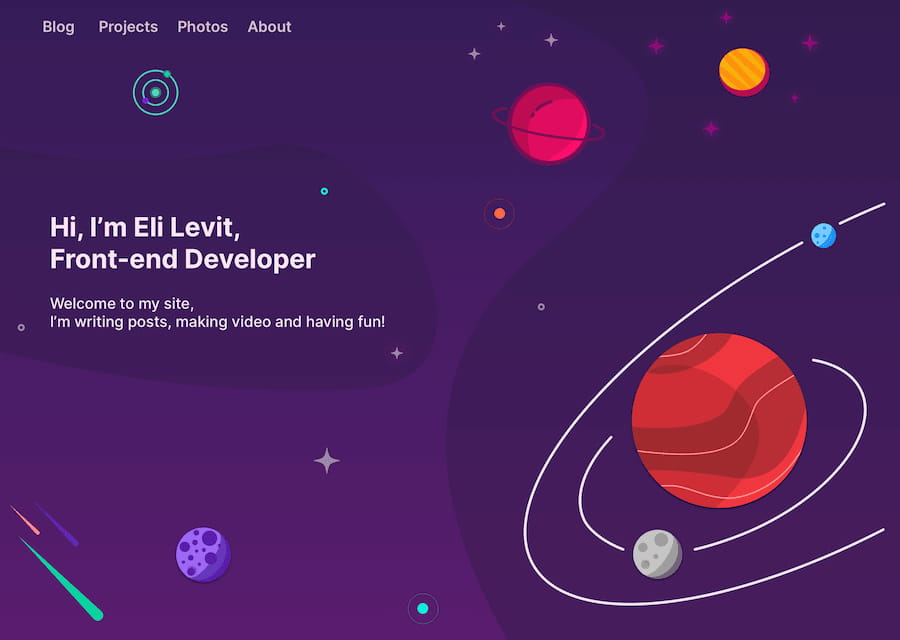 Blog Projects Photos About
Hi, I’m Eli Levit,
Front-end Developer
Welcome to my site,
I’m writing posts, making video and having fun!